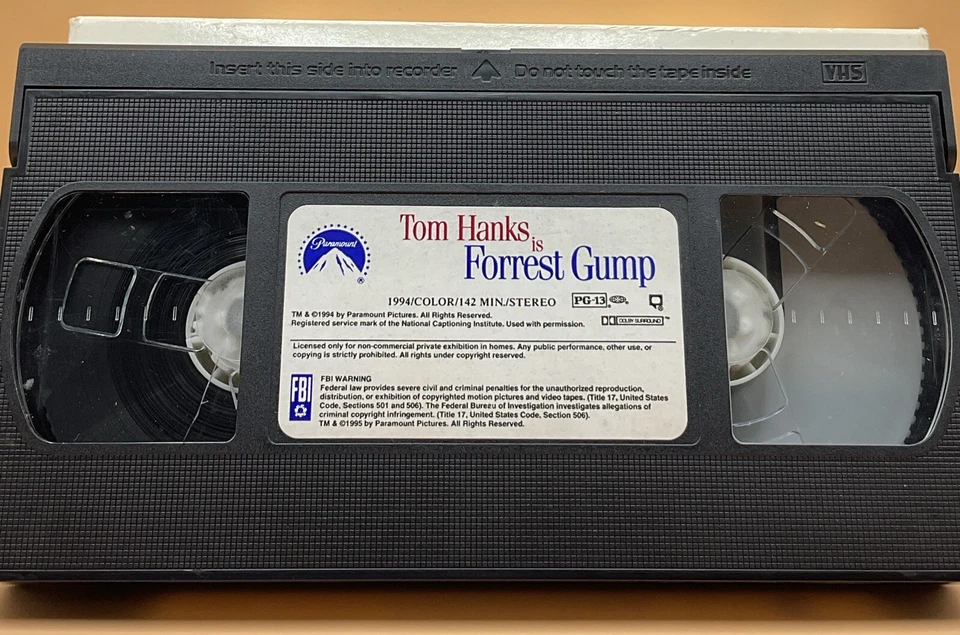 Insert this side into recorder Do not touch the tape inside VHS
Paramount
®
Tom Hanks
is
Forrest Gump
1994/COLOR/142 MIN./STEREO PG-13 ®
TM & ©1994 by Paramount Pictures. All Rights Reserved.
Registered service mark of the National Captioning Institute. Used with permission.
DOLBY SURROUND ™
Licensed only for non-commercial private exhibition in homes. Any public performance, other use, or
copying is strictly prohibited. All rights under copyright reserved.
FBI
FBI WARNING
Federal law provides severe civil and criminal penalties for the unauthorized reproduction,
distribution, or exhibition of copyrighted motion pictures and video tapes. (Title 17, United States
Code, Sections 501 and 506). The Federal Bureau of Investigation investigates allegations of
criminal copyright infringement. (Title 17, United States Code, Section 506).
TM & ©1995 by Paramount Pictures. All Rights Reserved.